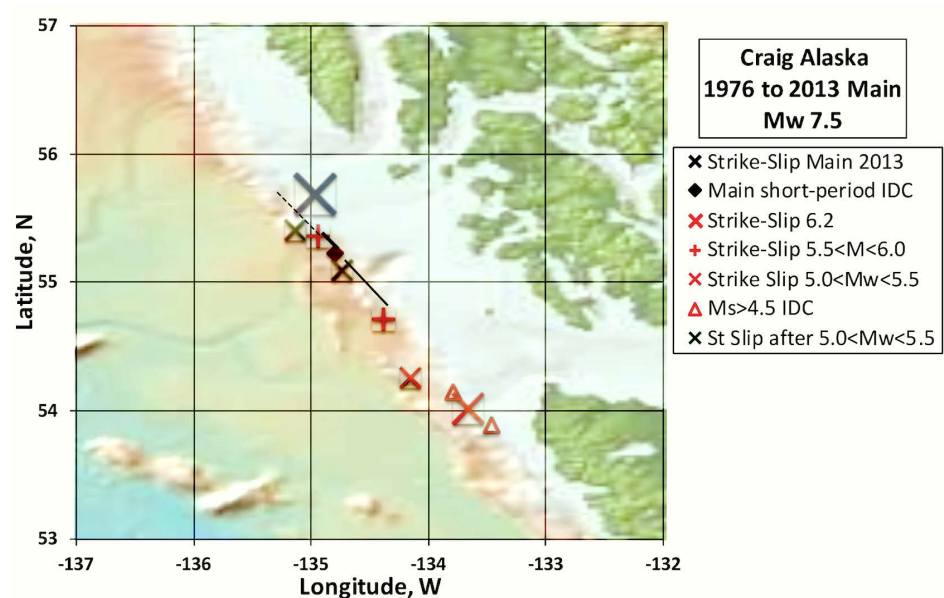 Craig Alaska
1976 to 2013 Main
Mw 7.5
Strike-Slip Main 2013
Main short-period IDC
Strike-Slip 6.2
Strike-Slip 5.5<M<6.0
Strike Slip 5.0<Mw<5.5
Ms>4.5 IDC
St Slip after 5.0<Mw<5.5
Latitude, N
57
56
55
54
53
-137 -136 -135 -134 -133 -132
Longitude, W